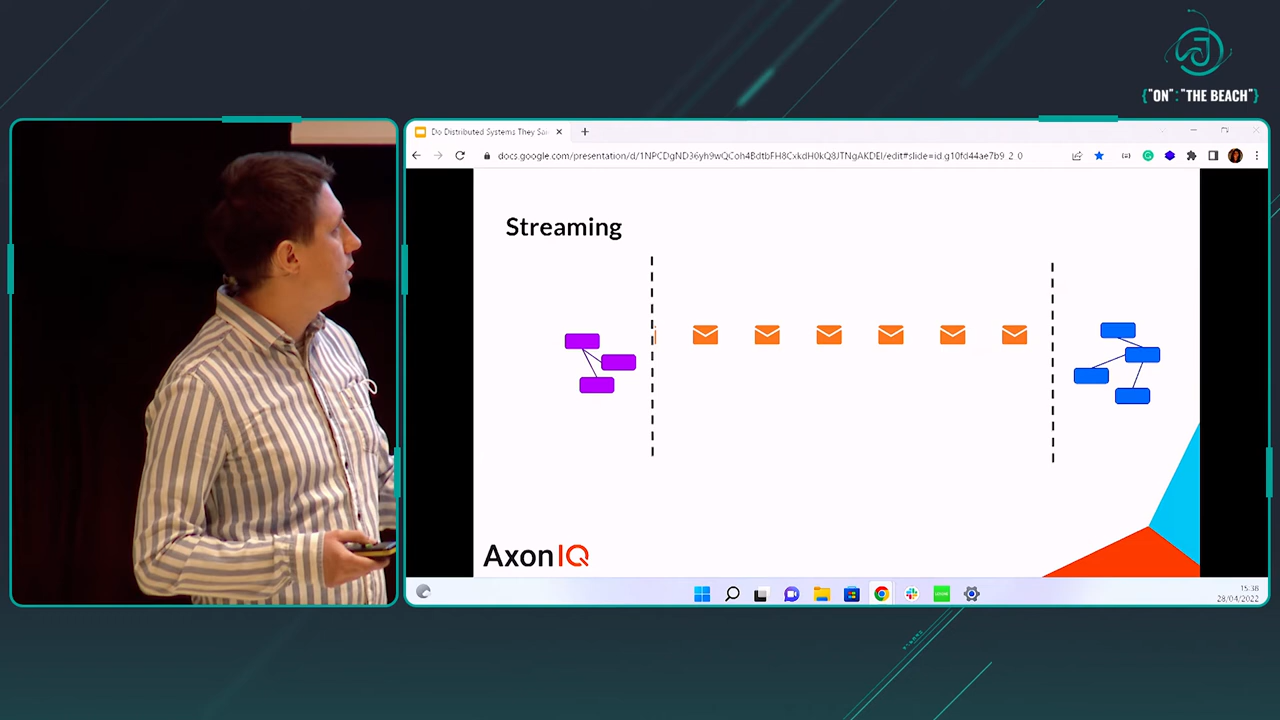 {"ON":"THE BEACH"}
Do Distributed Systems They Sa
docs.google.com/presentation/d/1NPCDgND36yh9wQCoh4BdtbFH8CxkdH0kQ8JTNgAKDEI/edit#slide=id.g10fd44ae7b9_2_0
Streaming
AxonIQ
15:38
28/04/2022